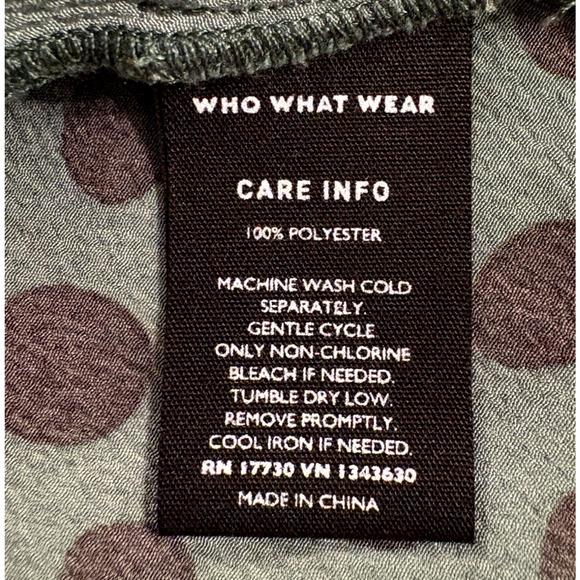 WHO WHAT WEAR
CARE INFO
100% POLYESTER
MACHINE WASH COLD
SEPARATELY.
GENTLE CYCLE
ONLY NON-CHLORINE
BLEACH IF NEEDED.
TUMBLE DRY LOW.
REMOVE PROMPTLY.
COOL IRON IF NEEDED.
RN 17730 VN 1343630
MADE IN CHINA